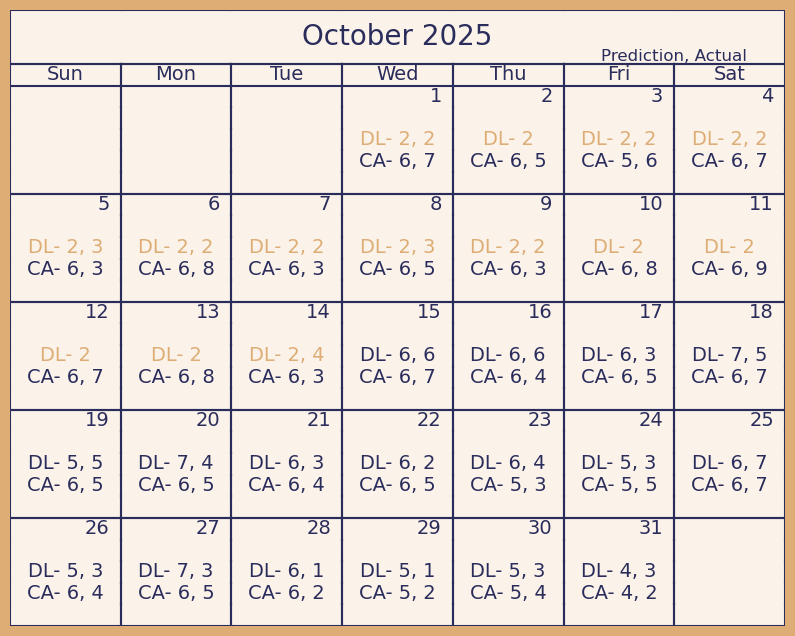 October 2025
Prediction, Actual
Sun Mon Tue Wed Thu Fri Sat
1 2 3 4
DL- 2, 2 DL- 2 DL- 2, 2 DL- 2, 2
CA- 6, 7 CA- 6, 5 CA- 5, 6 CA- 6, 7
5 6 7 8 9 10 11
DL- 2, 3 DL- 2, 2 DL- 2, 2 DL- 2, 3 DL- 2, 2 DL- 2 DL- 2
CA- 6, 3 CA- 6, 8 CA- 6, 3 CA- 6, 5 CA- 6, 3 CA- 6, 8 CA- 6, 9
12 13 14 15 16 17 18
DL- 2 DL- 2 DL- 2, 4 DL- 6, 6 DL- 6, 6 DL- 6, 3 DL- 7, 5
CA- 6, 7 CA- 6, 8 CA- 6, 3 CA- 6, 7 CA- 6, 4 CA- 6, 5 CA- 6, 7
19 20 21 22 23 24 25
DL- 5, 5 DL- 7, 4 DL- 6, 3 DL- 6, 2 DL- 6, 4 DL- 5, 3 DL- 6, 7
CA- 6, 5 CA- 6, 5 CA- 6, 4 CA- 6, 5 CA- 5, 3 CA- 5, 5 CA- 6, 7
26 27 28 29 30 31
DL- 5, 3 DL- 7, 3 DL- 6, 1 DL- 5, 1 DL- 5, 3 DL- 4, 3
CA- 6, 4 CA- 6, 5 CA- 6, 2 CA- 5, 2 CA- 5, 4 CA- 4, 2